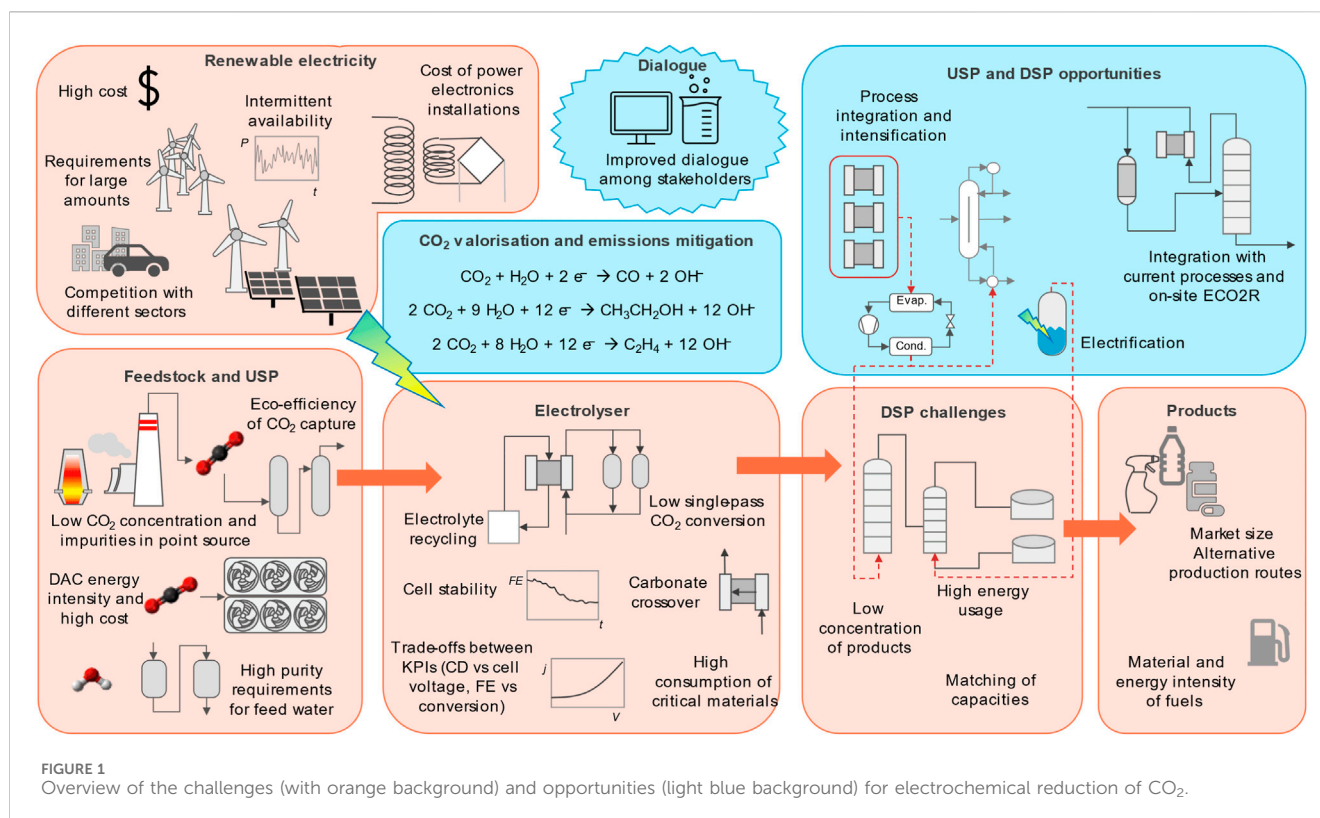 Renewable electricity
High cost
$
Intermittent
availability
P
t
Cost of power
electronics
installations
Requirements
for large
amounts
Competition with
different sectors
Dialogue
Improved dialogue
among stakeholders
USP and DSP opportunities
Process
integration and
intensification
Evap.
Cond.
Integration with
current processes and
on-site ECO2R
Electrification
CO₂ valorisation and emissions mitigation
CO₂ + H₂O + 2 e⁻ → CO + 2 OH⁻
2 CO₂ + 9 H₂O + 12 e⁻ → CH₃CH₂OH + 12 OH⁻
2 CO₂ + 8 H₂O + 12 e⁻ → C₂H₄ + 12 OH⁻
Feedstock and USP
Eco-efficiency
of CO₂ capture
Low CO₂ concentration and
impurities in point source
DAC energy
intensity and
high cost
High purity
requirements
for feed water
Electrolyser
Electrolyte
recycling
Low single-pass
CO₂ conversion
Cell stability
FE
t
Carbonate
crossover
Trade-offs between
KPIs (CD vs cell
voltage, FE vs
conversion)
j
V
High
consumption of
critical materials
DSP challenges
Low
concentration
of products
High energy
usage
Matching of
capacities
Products
Market size
Alternative
production routes
Material and
energy intensity
of fuels
FIGURE 1
Overview of the challenges (with orange background) and opportunities (light blue background) for electrochemical reduction of CO₂.